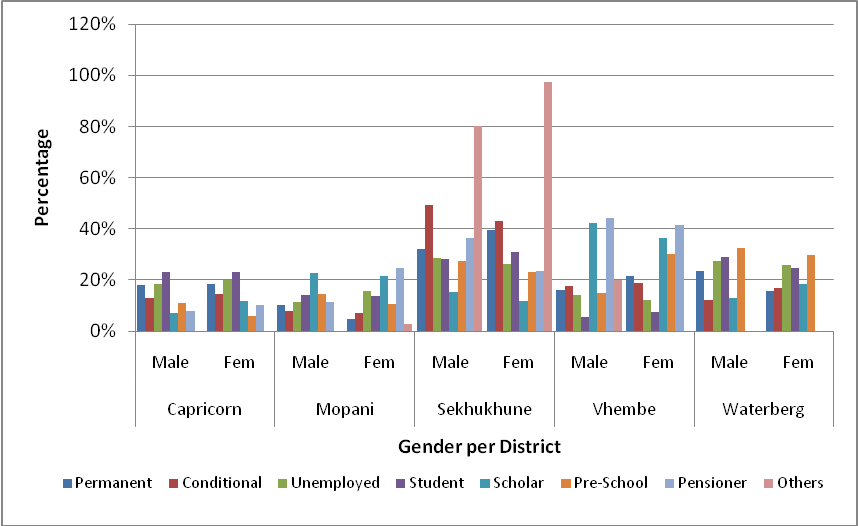 120%
100%
80%
60%
40%
20%
0%
Percentage
Male Fem Male Fem Male Fem Male Fem Male Fem
Capricorn Mopani Sekhukhune Vhembe Waterberg
Gender per District
Permanent Conditional Unemployed Student Scholar Pre-School Pensioner Others